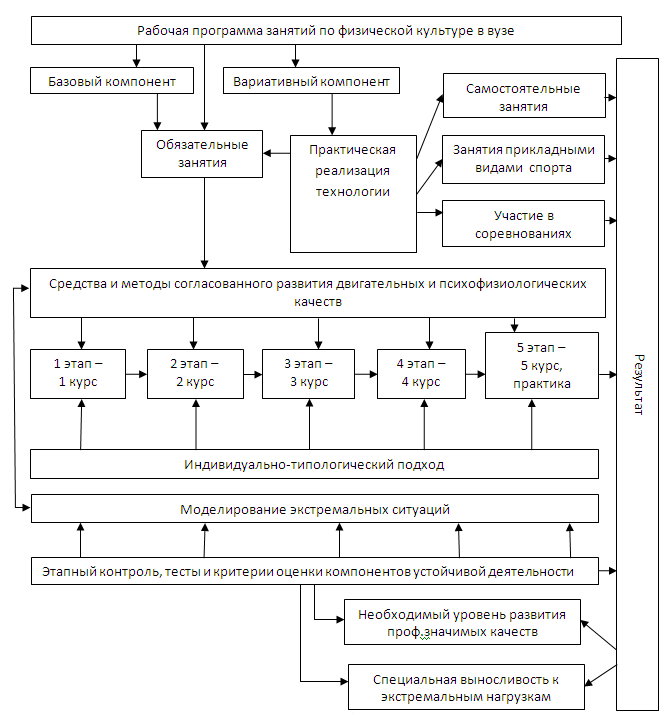 Рабочая программа занятий по физической культуре в вузе
Базовый компонент
Вариативный компонент
Самостоятельные
занятия
Обязательные
занятия
Практическая
реализация
технологии
Занятия прикладными
видами спорта
Участие в
соревнованиях
Средства и методы согласованного развития двигательных и психофизиологических
качеств
1 этап –
1 курс
2 этап –
2 курс
3 этап –
3 курс
4 этап –
4 курс
5 этап –
5 курс,
практика
Результат
Индивидуально-типологический подход
Моделирование экстремальных ситуаций
Этапный контроль, тесты и критерии оценки компонентов устойчивой деятельности
Необходимый уровень развития
проф.значимых качеств
Специальная выносливость к
экстремальным нагрузкам